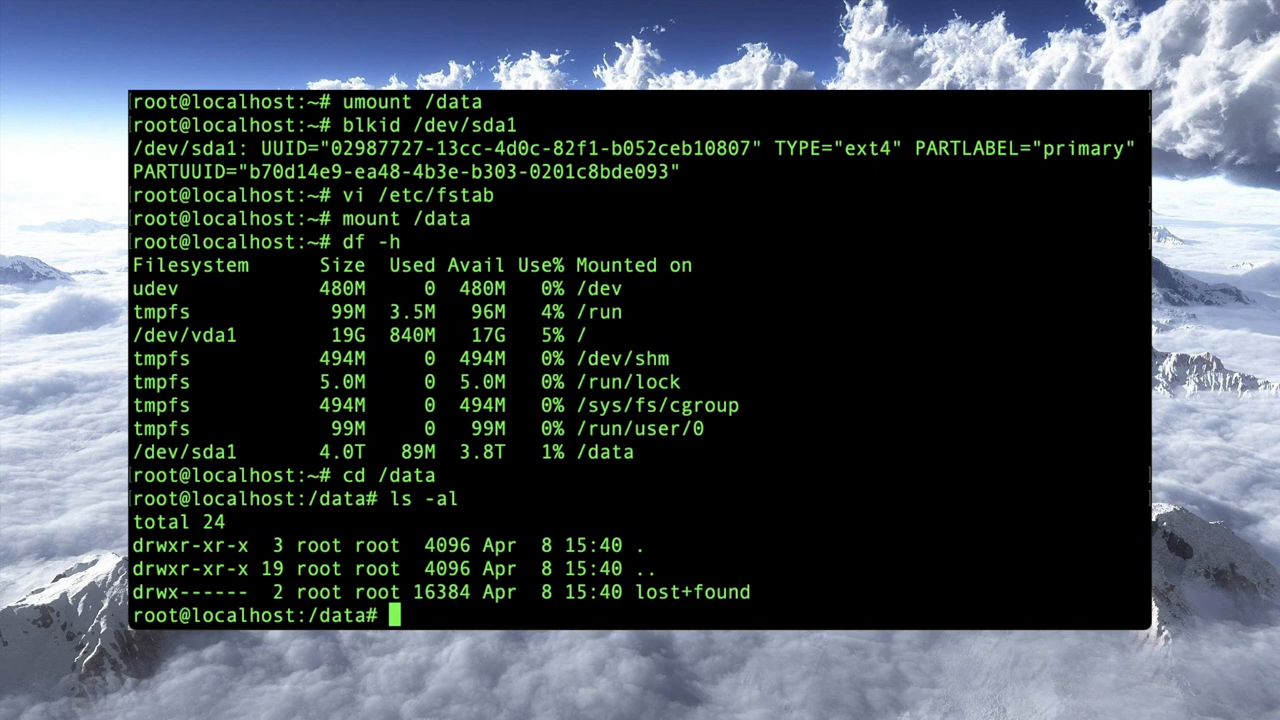 root@localhost:~# umount /data
root@localhost:~# blkid /dev/sda1
/dev/sda1: UUID="02987727-13cc-4d0c-82f1-b052ceb10807" TYPE="ext4" PARTLABEL="primary"
PARTUUID="b70d14e9-ea48-4b3e-b303-0201c8bde093"
root@localhost:~# vi /etc/fstab
root@localhost:~# mount /data
root@localhost:~# df -h
Filesystem      Size  Used Avail Use% Mounted on
udev            480M     0  480M   0% /dev
tmpfs            99M  3.5M   96M   4% /run
/dev/vda1        19G  840M   17G   5% /
tmpfs           494M     0  494M   0% /dev/shm
tmpfs           5.0M     0  5.0M   0% /run/lock
tmpfs           494M     0  494M   0% /sys/fs/cgroup
tmpfs            99M     0   99M   0% /run/user/0
/dev/sda1       4.0T   89M  3.8T   1% /data
root@localhost:~# cd /data
root@localhost:/data# ls -al
total 24
drwxr-xr-x  3 root root  4096 Apr  8 15:40 .
drwxr-xr-x 19 root root  4096 Apr  8 15:40 ..
drwx------  2 root root 16384 Apr  8 15:40 lost+found
root@localhost:/data#